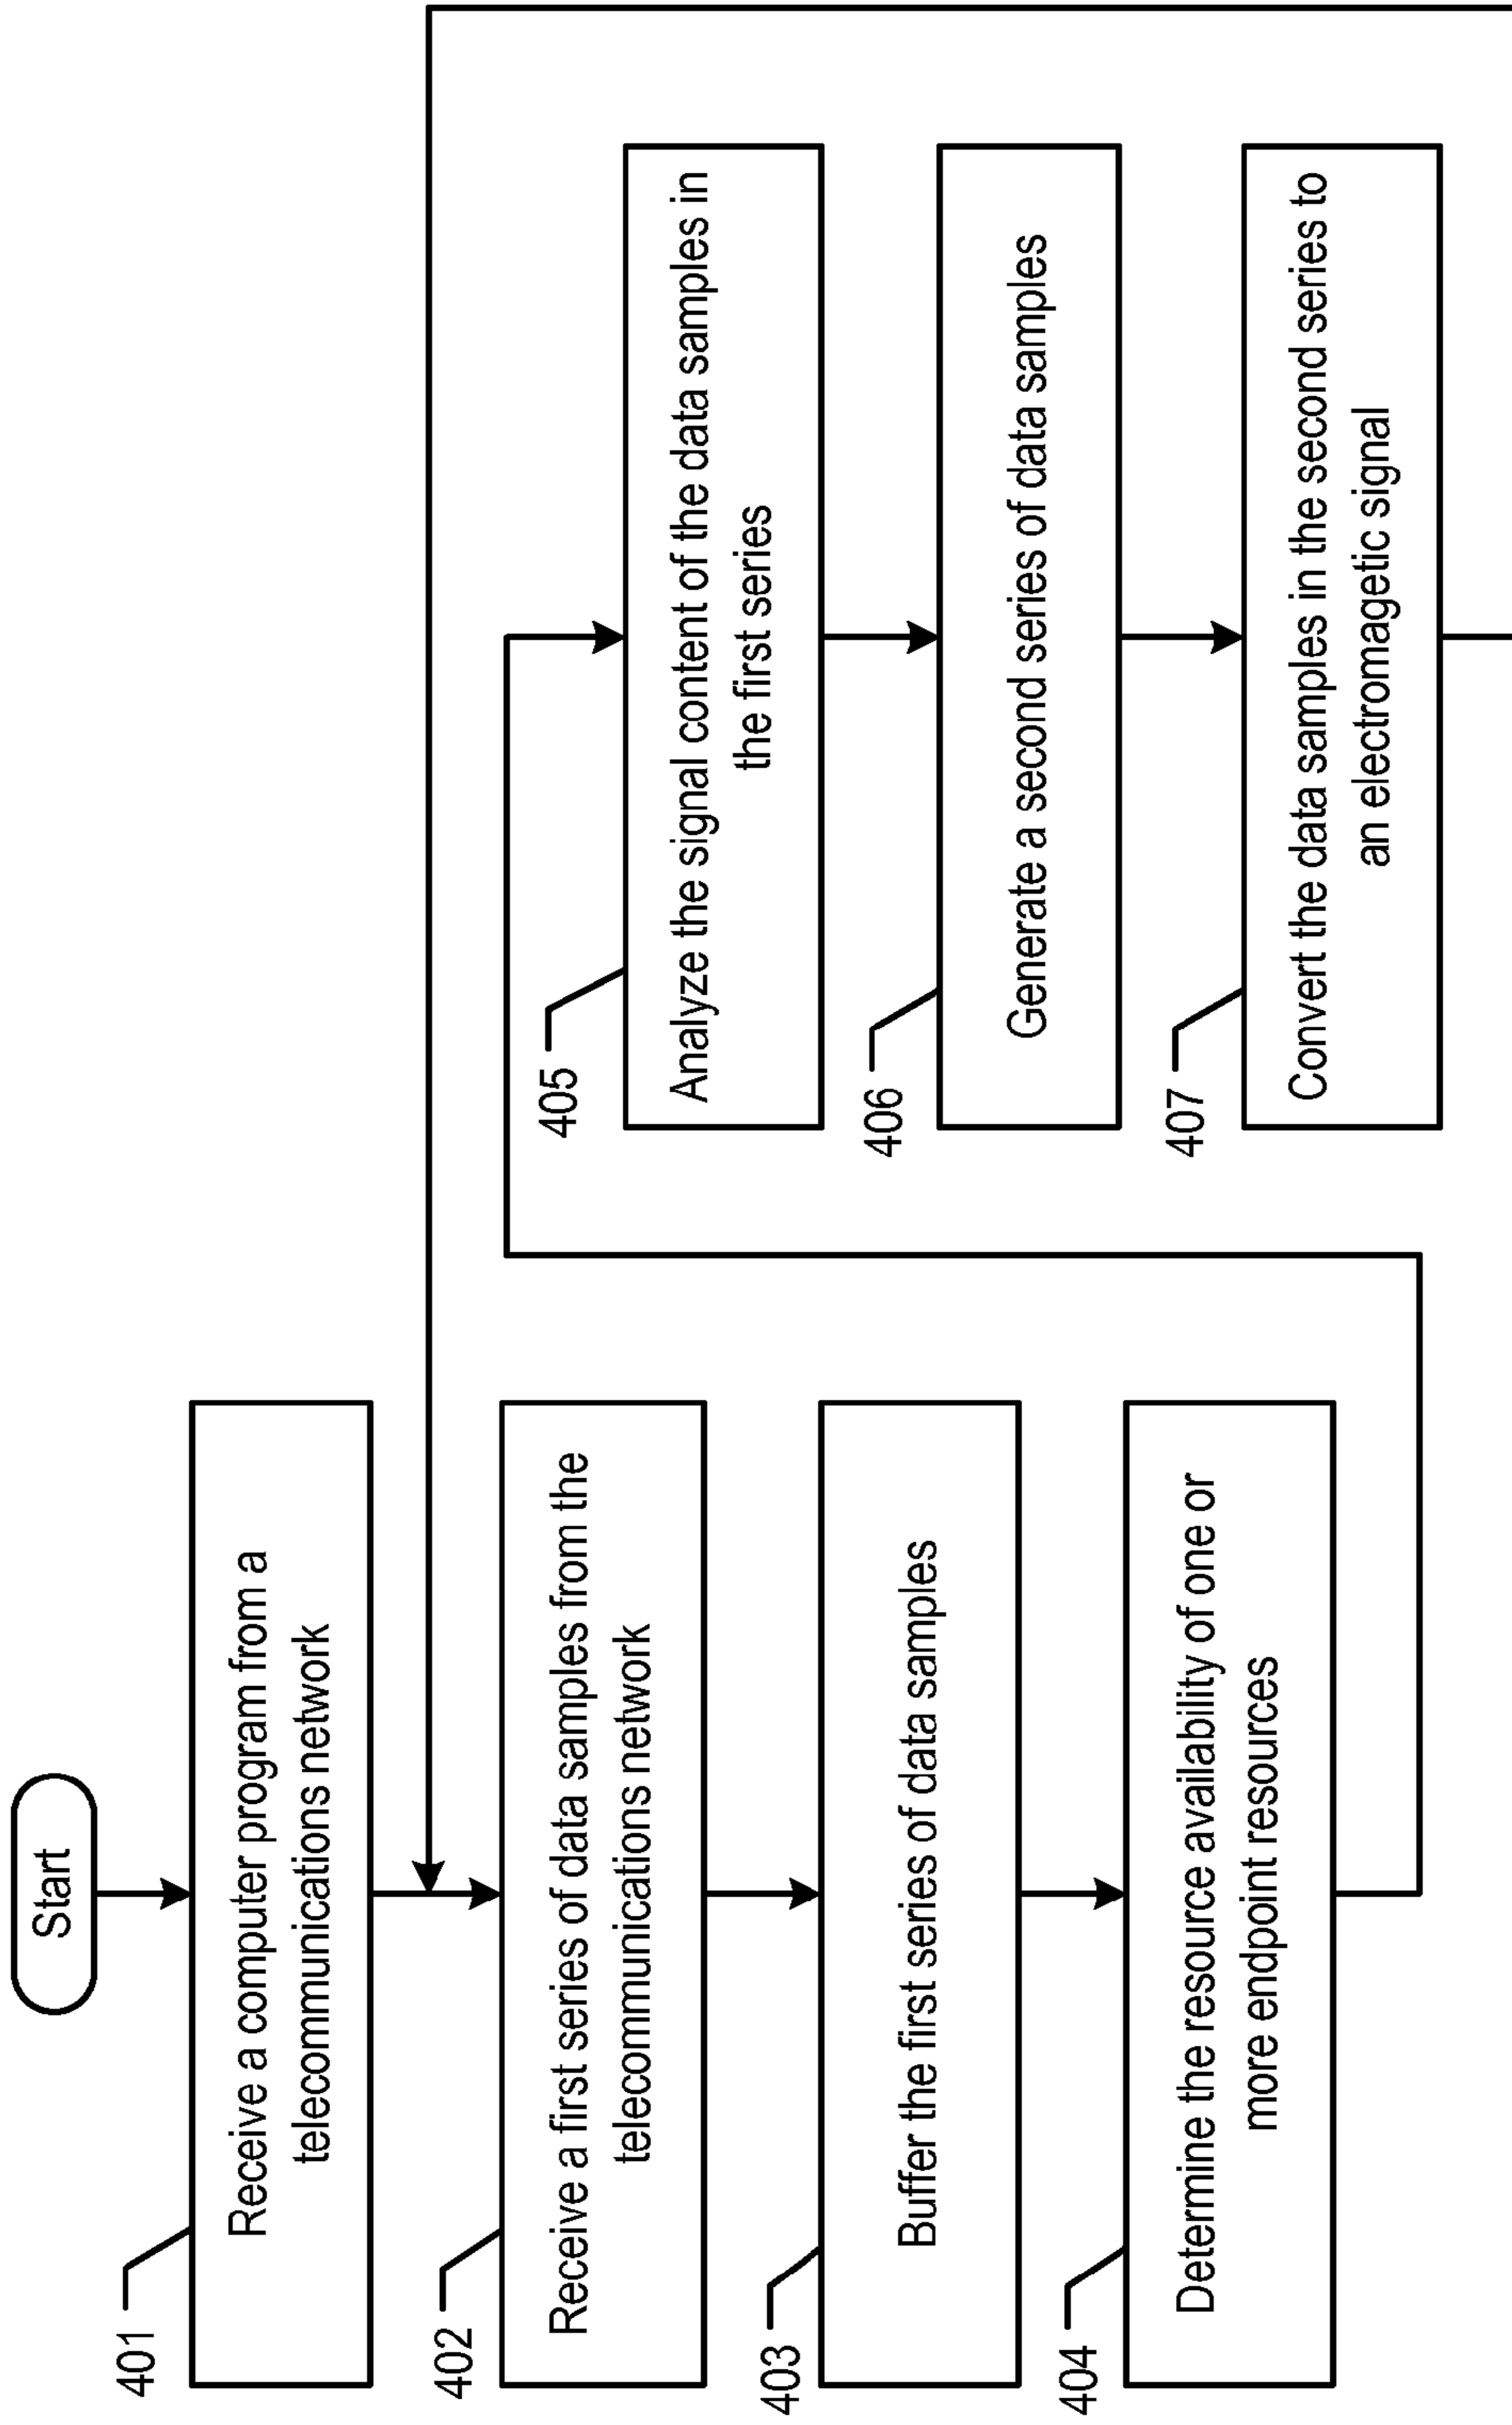 Start
401
Receive a computer program from a
telecommunications network
402
Receive a first series of data samples from the
telecommunications network
403
Buffer the first series of data samples
404
Determine the resource availability of one or
more endpoint resources
405
Analyze the signal content of the data samples in
the first series
406
Generate a second series of data samples
407
Convert the data samples in the second series to
an electromagetic signal